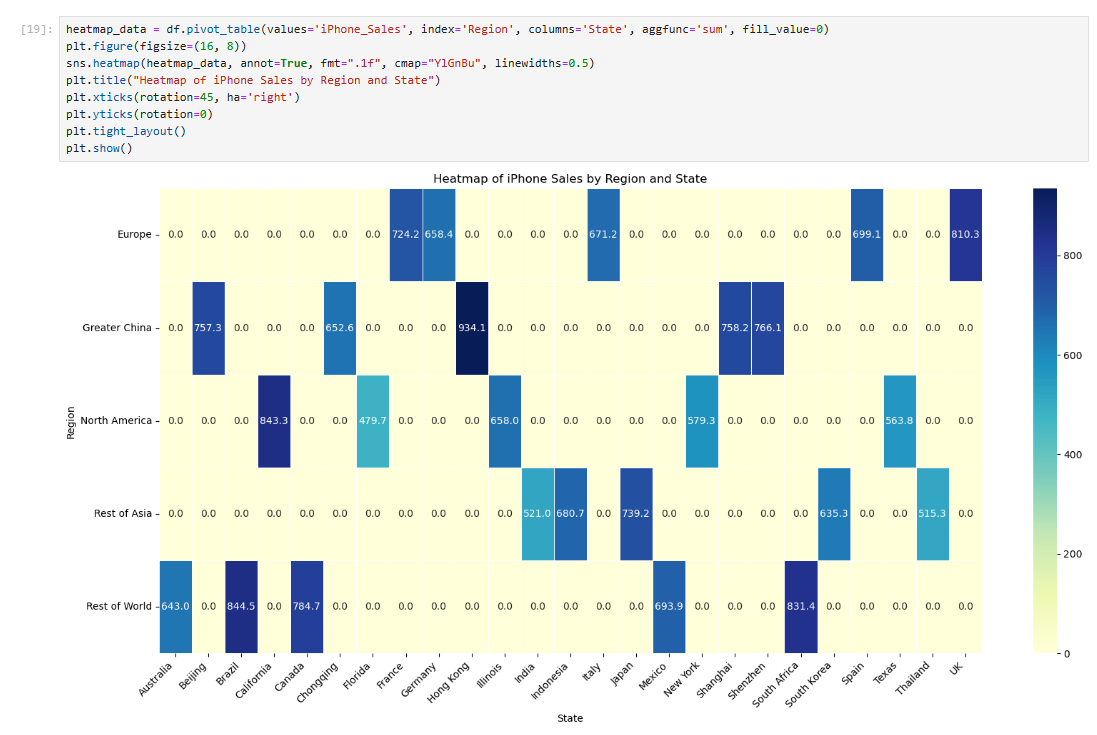 [19]: heatmap_data = df.pivot_table(values='iPhone_Sales', index='Region', columns='State', aggfunc='sum', fill_value=0)
plt.figure(figsize=(16, 8))
sns.heatmap(heatmap_data, annot=True, fmt=".1f", cmap="YlGnBu", linewidths=0.5)
plt.title("Heatmap of iPhone Sales by Region and State")
plt.xticks(rotation=45, ha='right')
plt.yticks(rotation=0)
plt.tight_layout()
plt.show()
Heatmap of iPhone Sales by Region and State
Europe 0.0 0.0 0.0 0.0 0.0 0.0 0.0 724.2 658.4 0.0 0.0 0.0 0.0 671.2 0.0 0.0 0.0 0.0 0.0 0.0 0.0 699.1 0.0 0.0 810.3
800
Greater China 0.0 757.3 0.0 0.0 0.0 652.6 0.0 0.0 0.0 934.1 0.0 0.0 0.0 0.0 0.0 0.0 0.0 758.2 766.1 0.0 0.0 0.0 0.0 0.0 0.0
600
Region
North America 0.0 0.0 0.0 843.3 0.0 0.0 479.7 0.0 0.0 0.0 658.0 0.0 0.0 0.0 0.0 0.0 579.3 0.0 0.0 0.0 0.0 0.0 563.8 0.0 0.0
400
Rest of Asia 0.0 0.0 0.0 0.0 0.0 0.0 0.0 0.0 0.0 0.0 0.0 521.0 680.7 0.0 739.2 0.0 0.0 0.0 0.0 0.0 635.3 0.0 0.0 515.3 0.0
200
Rest of World 643.0 0.0 844.5 0.0 784.7 0.0 0.0 0.0 0.0 0.0 0.0 0.0 0.0 0.0 0.0 693.9 0.0 0.0 0.0 831.4 0.0 0.0 0.0 0.0 0.0
0
Australia Beijing Brazil California Canada Chongqing Florida France Germany Hong Kong Illinois India Indonesia Italy Japan Mexico New York Shanghai Shenzhen South Africa South Korea Spain Texas Thailand UK
State